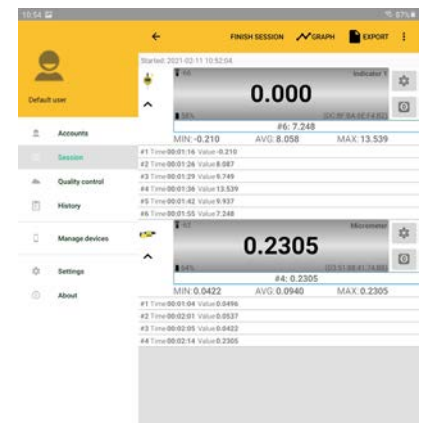 10:54 87%
FINISH SESSION GRAPH EXPORT
Started: 2021-02-11 10:52:04
Default user
Accounts
Session
Quality control
History
Manage devices
Settings
About
Indicator 1
0.000
58%
#6: 7.248
MIN:-0.210 AVG:8.058 MAX:13.539
#1 Time 00:01:16 Value -0.210
#2 Time 00:01:26 Value 8.087
#3 Time 00:01:29 Value 9.749
#4 Time 00:01:36 Value 13.539
#5 Time 00:01:42 Value 9.937
#6 Time 00:01:55 Value 7.248
Micrometer
0.2305
64%
#4: 0.2305
MIN:0.0422 AVG:0.0940 MAX:0.2305
#1 Time 00:01:04 Value 0.0496
#2 Time 00:02:01 Value 0.0537
#3 Time 00:02:05 Value 0.0422
#4 Time 00:02:14 Value 0.2305